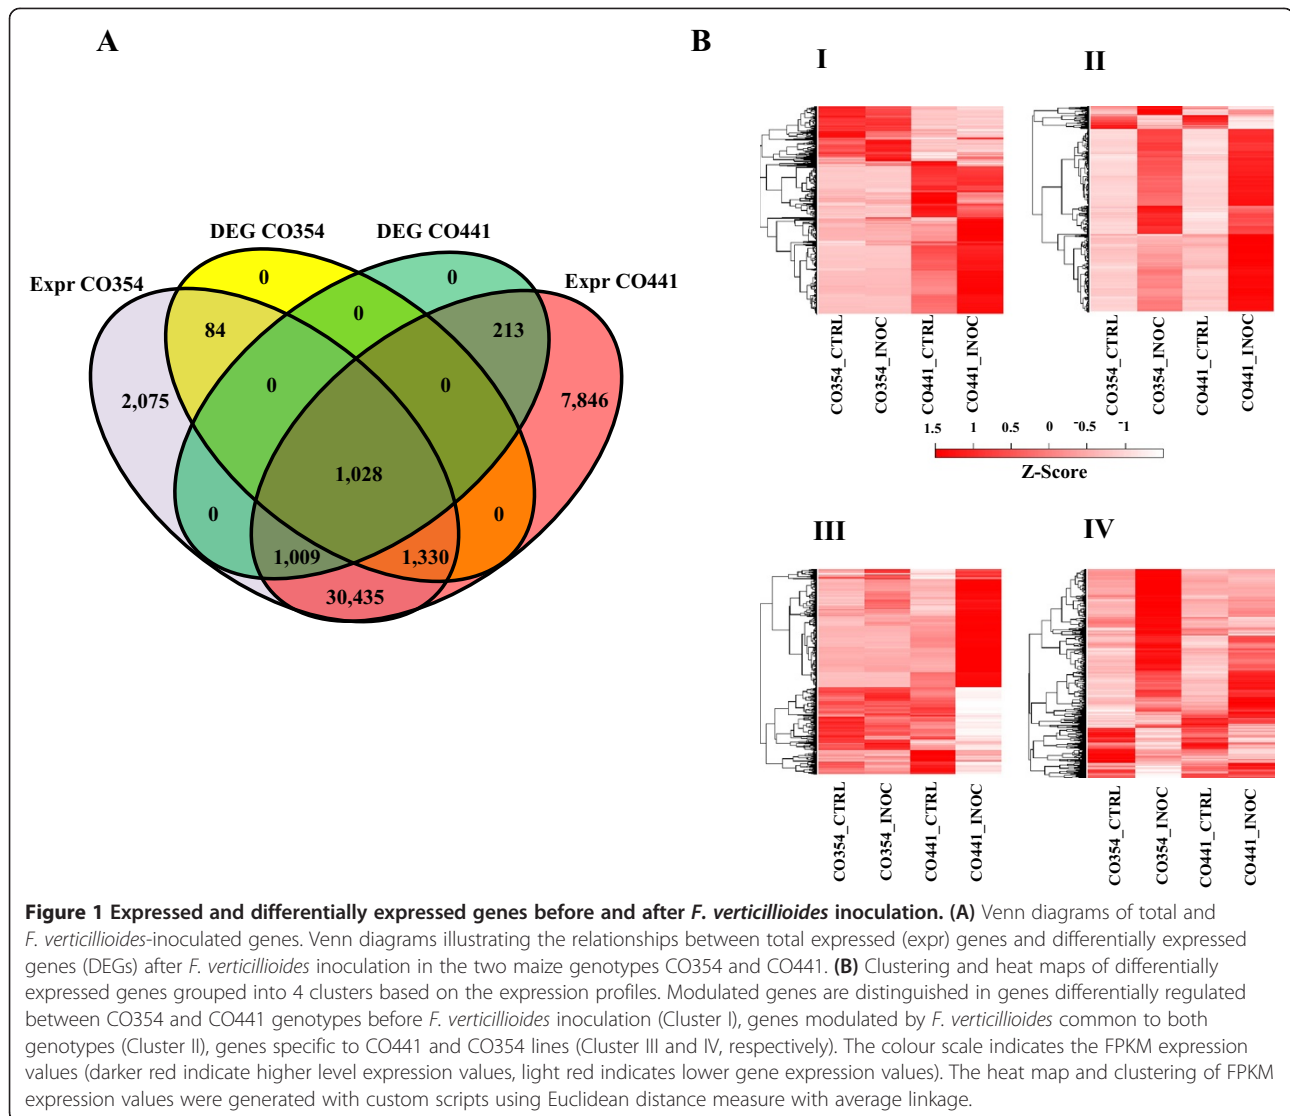 A
DEG CO354
DEG CO441
Expr CO354
Expr CO441
0
0
84
0
213
2,075
0
0
7,846
1,028
0
0
1,009
1,330
30,435
B
I
CO354_CTRL
CO354_INOC
CO441_CTRL
CO441_INOC
II
CO354_CTRL
CO354_INOC
CO441_CTRL
CO441_INOC
1.5 1 0.5 0 -0.5 -1
Z-Score
III
CO354_CTRL
CO354_INOC
CO441_CTRL
CO441_INOC
IV
CO354_CTRL
CO354_INOC
CO441_CTRL
CO441_INOC
Figure 1 Expressed and differentially expressed genes before and after F. verticillioides inoculation. (A) Venn diagrams of total and
F. verticillioides-inoculated genes. Venn diagrams illustrating the relationships between total expressed (expr) genes and differentially expressed
genes (DEGs) after F. verticillioides inoculation in the two maize genotypes CO354 and CO441. (B) Clustering and heat maps of differentially
expressed genes grouped into 4 clusters based on the expression profiles. Modulated genes are distinguished in genes differentially regulated
between CO354 and CO441 genotypes before F. verticillioides inoculation (Cluster I), genes modulated by F. verticillioides common to both
genotypes (Cluster II), genes specific to CO441 and CO354 lines (Cluster III and IV, respectively). The colour scale indicates the FPKM expression
values (darker red indicate higher level expression values, light red indicates lower gene expression values). The heat map and clustering of FPKM
expression values were generated with custom scripts using Euclidean distance measure with average linkage.